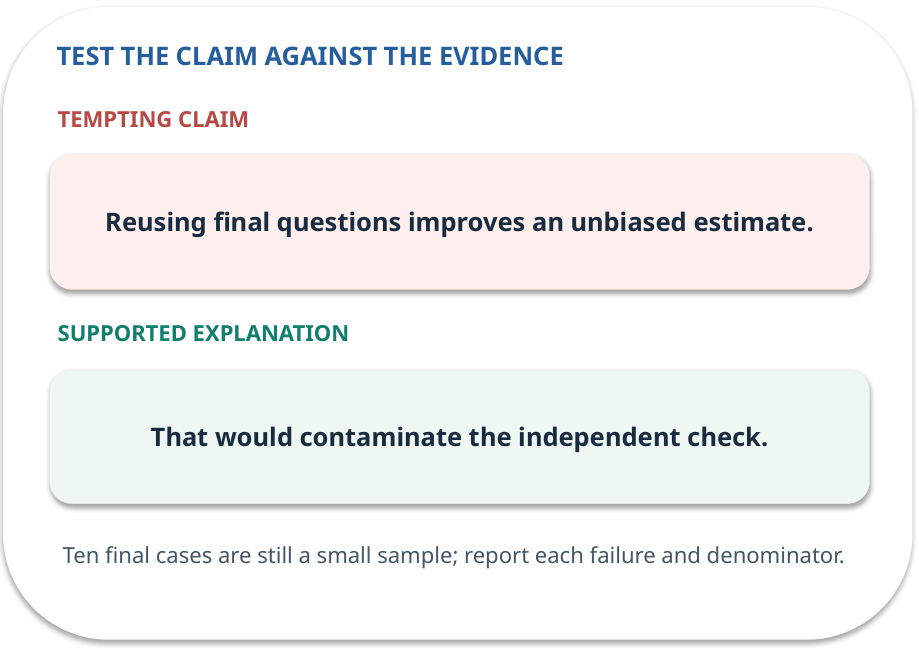 TEST THE CLAIM AGAINST THE EVIDENCE
TEMPTING CLAIM
Reusing final questions improves an unbiased estimate.
SUPPORTED EXPLANATION
That would contaminate the independent check.
Ten final cases are still a small sample; report each failure and denominator.